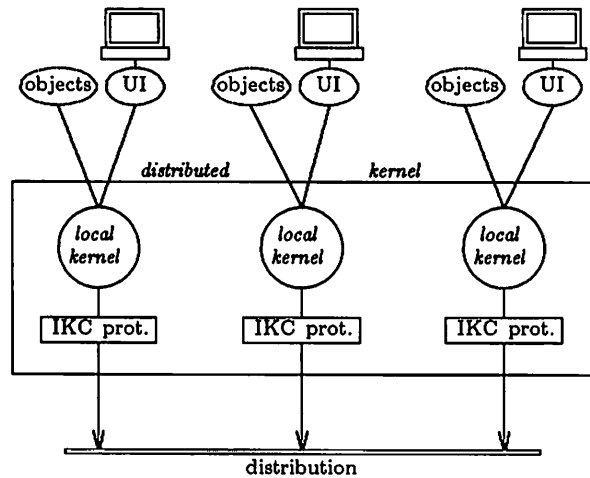 objects UI objects UI objects UI
distributed kernel
local local local
kernel kernel kernel
IKC prot. IKC prot. IKC prot.
distribution